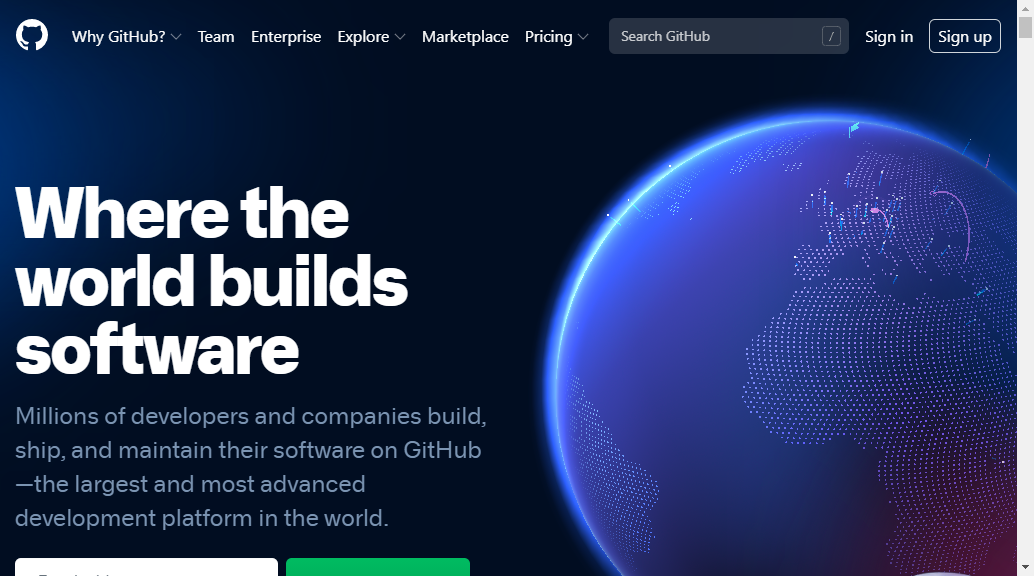 Why GitHub? Team Enterprise Explore Marketplace Pricing Search GitHub / Sign in Sign up
Where the
world builds
software
Millions of developers and companies build,
ship, and maintain their software on GitHub
—the largest and most advanced
development platform in the world.